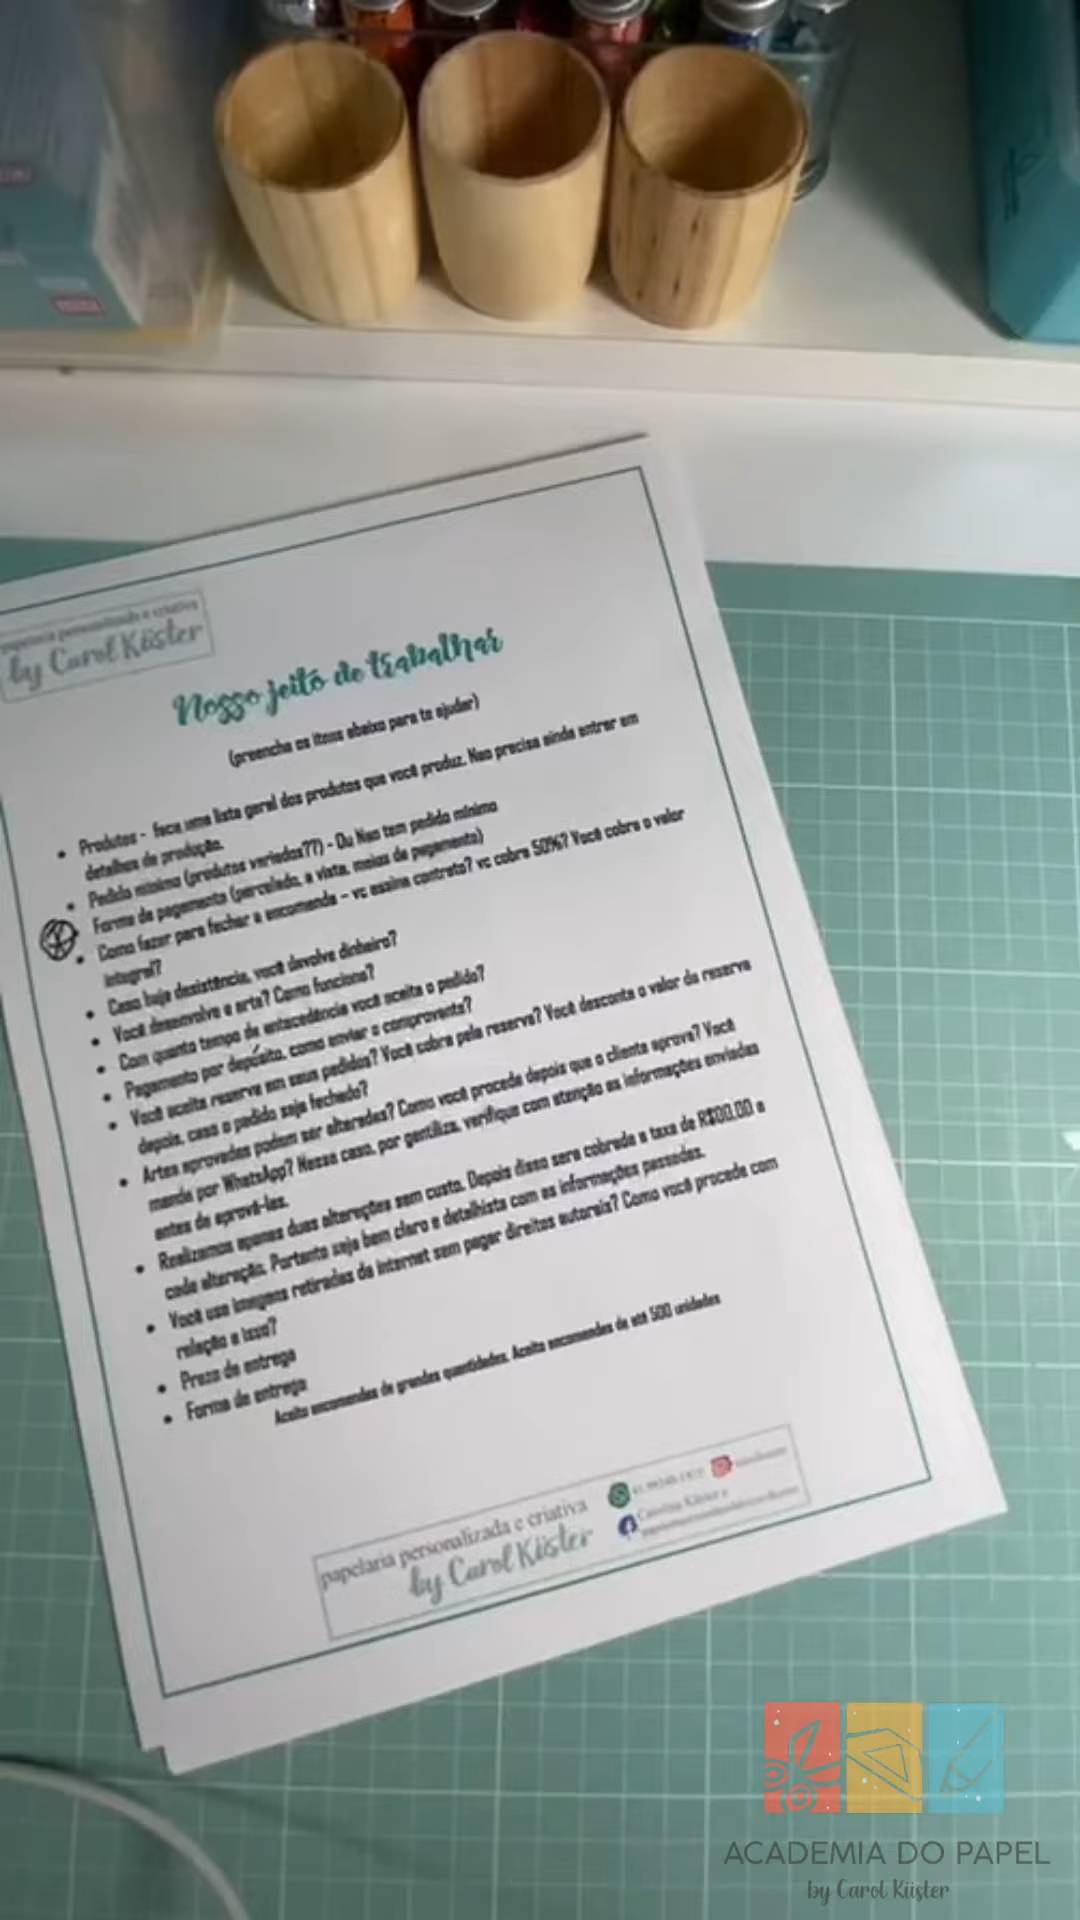 papelaria personalizada e criativa
by Carol Küster
Nosso jeito de trabalhar
(preencha os itens abaixo para te ajudar)
• Produtos - faça uma lista geral dos produtos que você produz. Nao precisa ainda entrar em
detalhes de produção.
• Pedido mínimo (produtos variados??) - Ou Nao tem pedido mínimo
• Forma de pagamento (parcelado, a vista, meios de pagamento)
• Como fazer para fechar a encomenda – vc assina contrato? vc cobra 50%? Você cobra o valor
integral?
• Caso haja desistência, você devolve dinheiro?
• Você desenvolve a arte? Como funciona?
• Com quanto tempo de antecedência você aceita o pedido?
• Pagamento por depósito, como enviar o comprovante?
• Você aceita reserva em seus pedidos? Você cobra pela reserva? Você desconta o valor da reserva
depois, caso o pedido seja fechado?
• Artes aprovadas podem ser alteradas? Como você procede depois que o cliente aprova? Você
manda por WhatsApp? Nesse caso, por gentiliza, verifique com atenção as informações enviadas
antes de aprová-las.
• Realizamos apenas duas alterações sem custo. Depois disso sera cobrada a taxa de R$00,00 a
cada alteração. Portanto seja bem claro e detalhista com as informações passadas.
• Você usa imagens retiradas da internet sem pagar direitos autorais? Como você procede com
relação a isso?
• Prazo de entrega
• Forma de entrega
Aceito encomendas de grandes quantidades. Aceito encomendas de até 500 unidades
papelaria personalizada e criativa
by Carol Küster
Carolina Küster e
ACADEMIA DO PAPEL
by Carol Küster